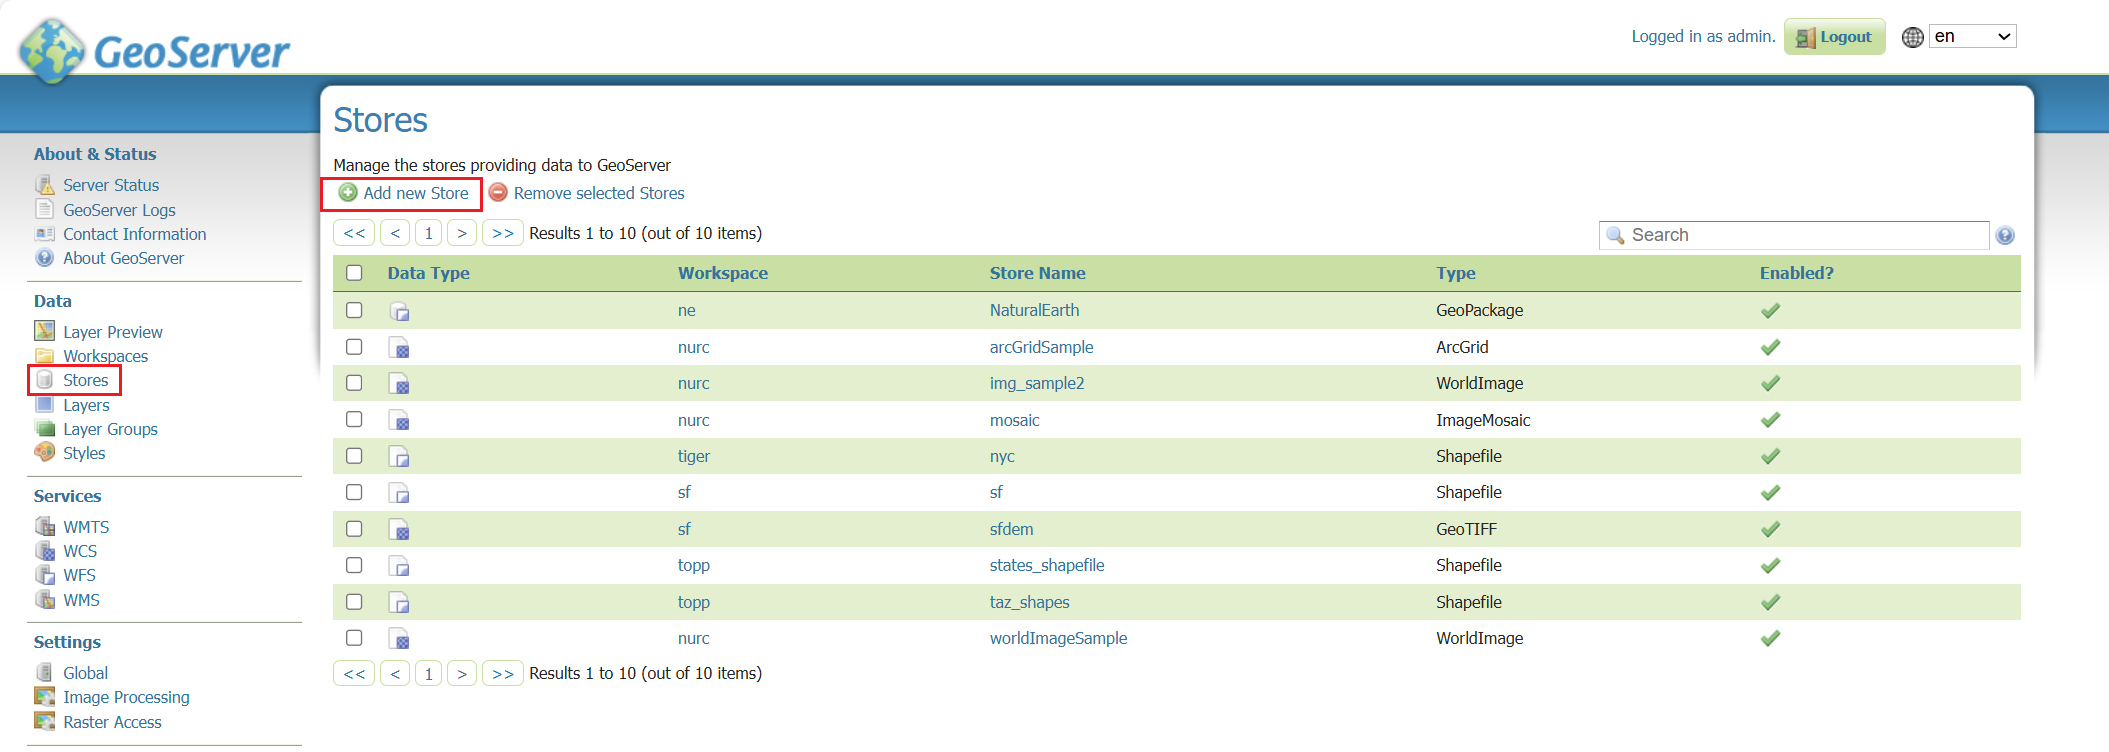 GeoServer
Logged in as admin. Logout en
About & Status
Server Status
GeoServer Logs
Contact Information
About GeoServer
Data
Layer Preview
Workspaces
Stores
Layers
Layer Groups
Styles
Services
WMTS
WCS
WFS
WMS
Settings
Global
Image Processing
Raster Access
Stores
Manage the stores providing data to GeoServer
Add new Store Remove selected Stores
<< < 1 > >> Results 1 to 10 (out of 10 items) Search
Data Type Workspace Store Name Type Enabled?
ne NaturalEarth GeoPackage
nurc arcGridSample ArcGrid
nurc img_sample2 WorldImage
nurc mosaic ImageMosaic
tiger nyc Shapefile
sf sf Shapefile
sf sfdem GeoTIFF
topp states_shapefile Shapefile
topp taz_shapes Shapefile
nurc worldImageSample WorldImage
<< < 1 > >> Results 1 to 10 (out of 10 items)